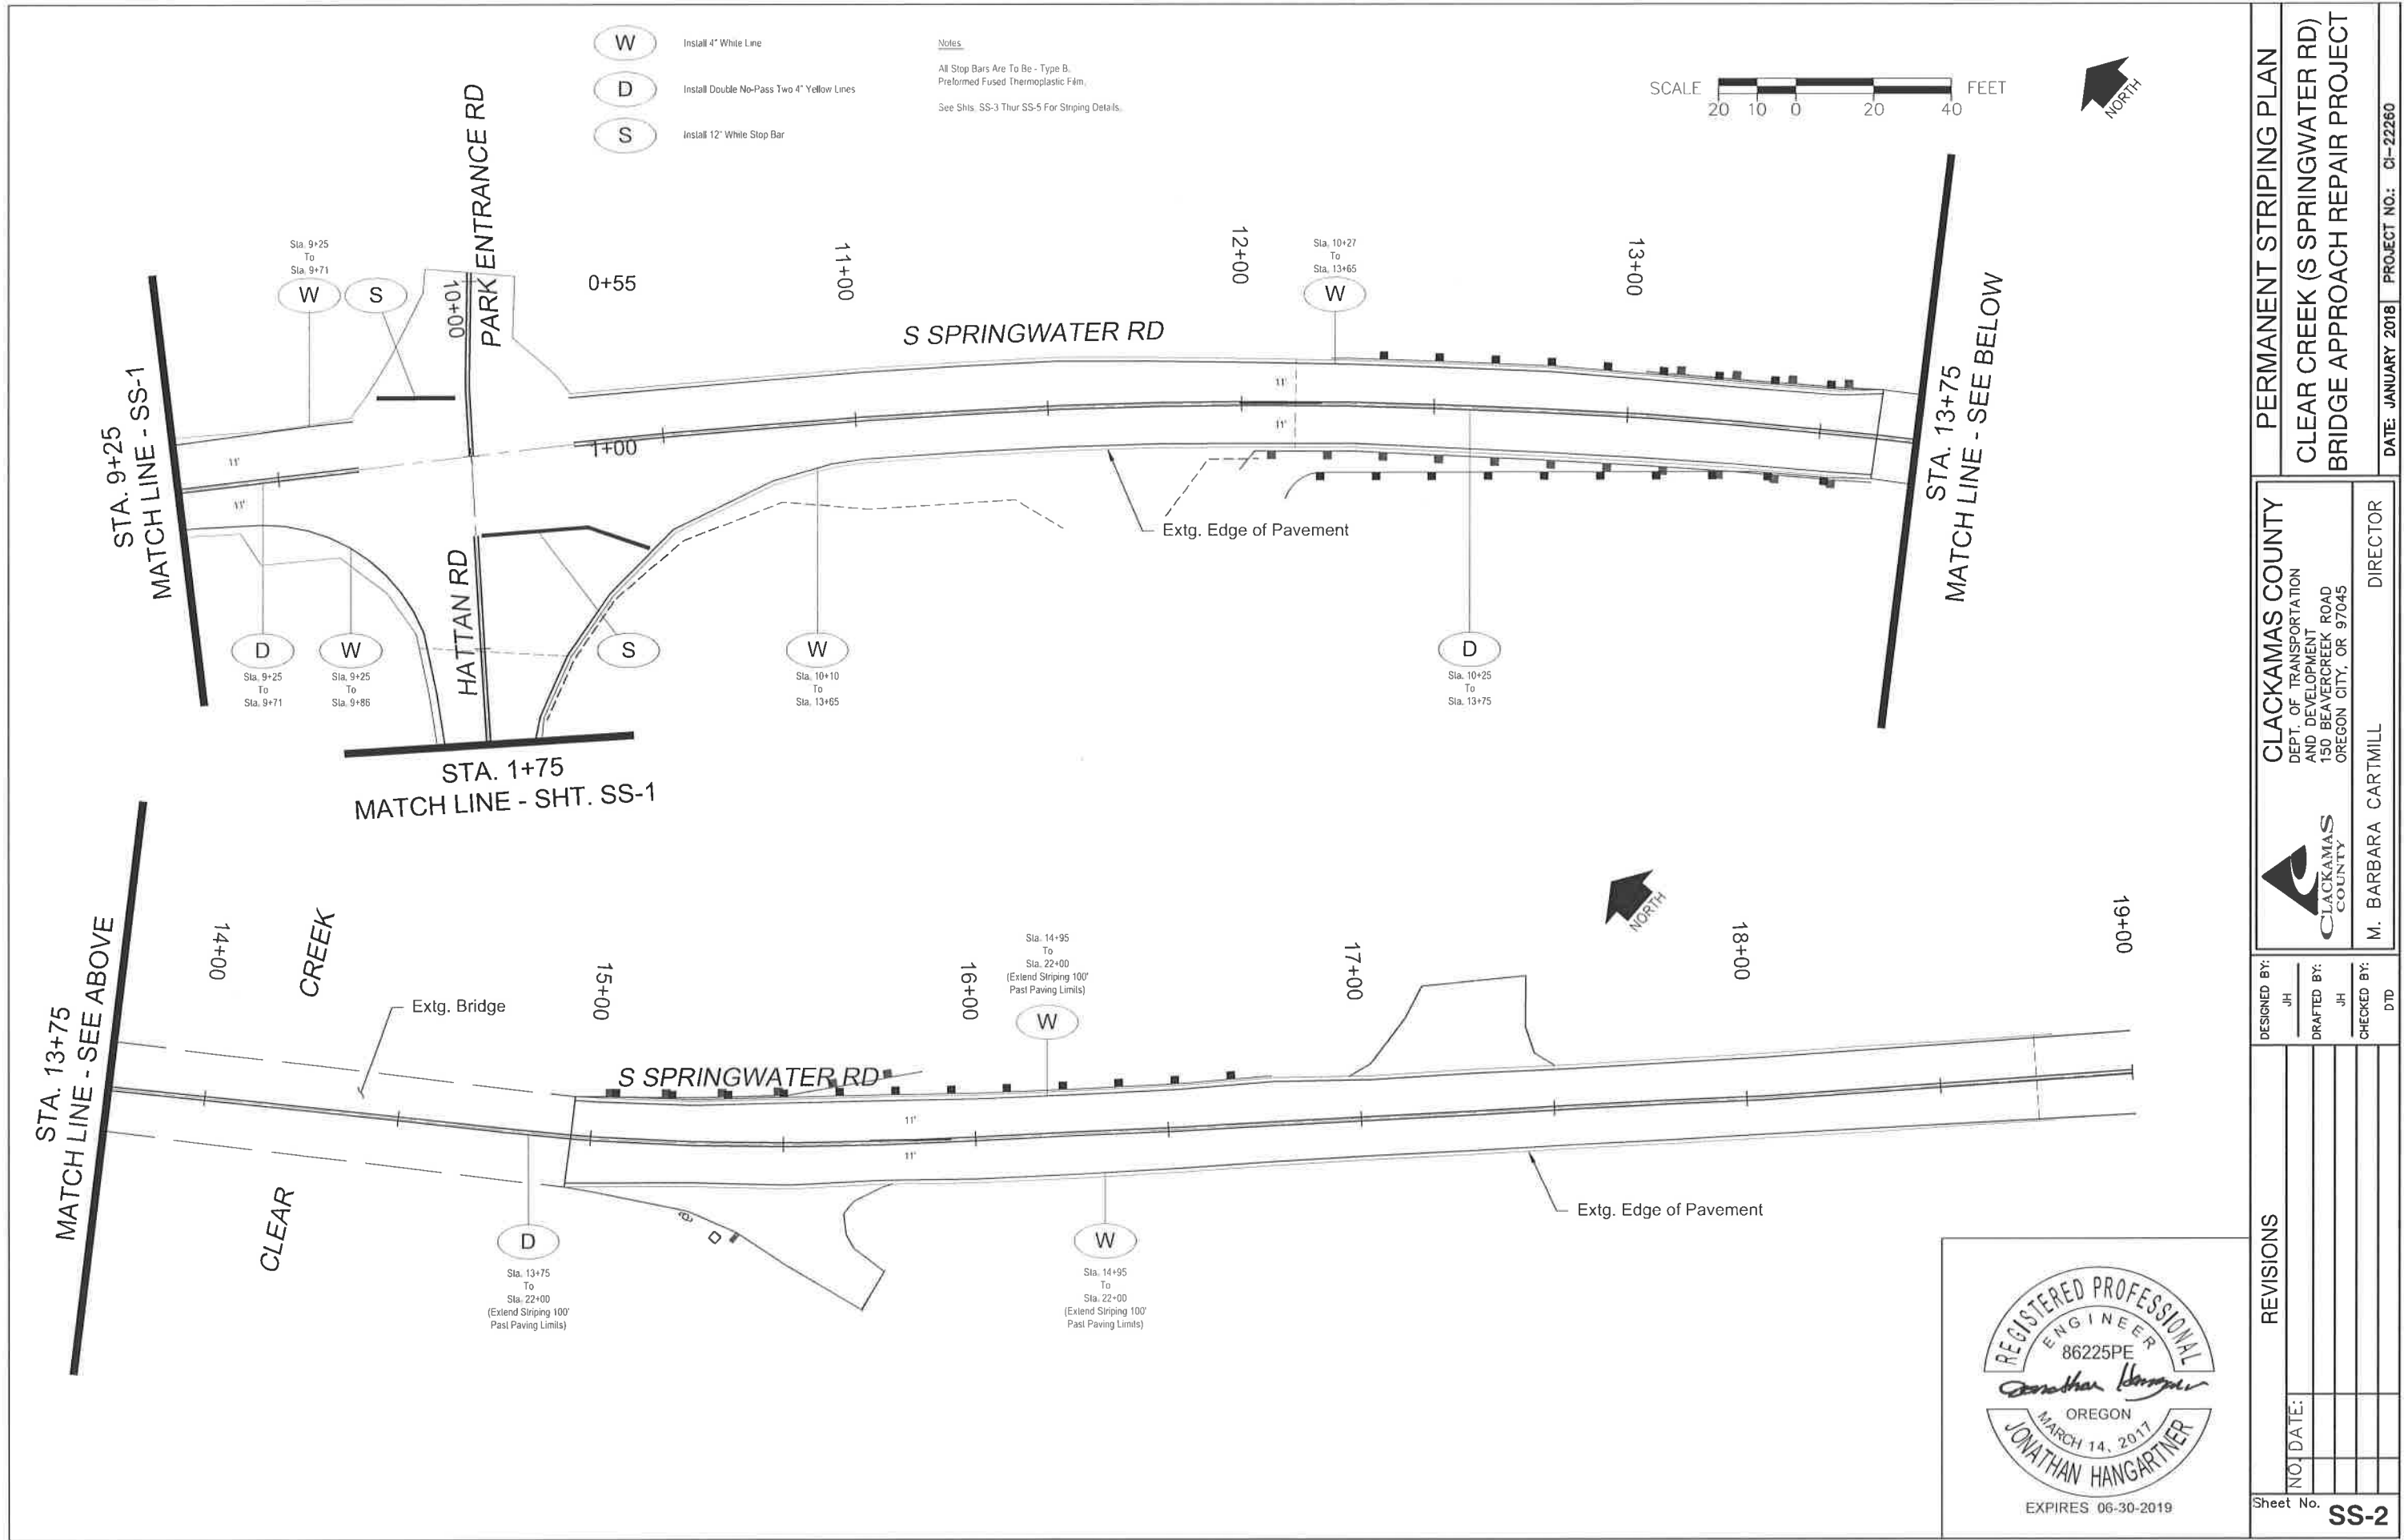 W
Install 4" White Line
D
Install Double No-Pass Two 4" Yellow Lines
S
Install 12" White Stop Bar
Notes
All Stop Bars Are To Be - Type B.
Preformed Fused Thermoplastic Film.
See Shts. SS-3 Thur SS-5 For Striping Details.
SCALE
FEET
20 10 0 20 40
NORTH
STA. 9+25
MATCH LINE - SS-1
Sta. 9+25
To
Sta. 9+71
W
S
10+00
PARK ENTRANCE RD
0+55
11+00
S SPRINGWATER RD
12+00
Sta. 10+27
To
Sta. 13+65
W
13+00
STA. 13+75
MATCH LINE - SEE BELOW
11'
11'
1+00
11'
11'
Extg. Edge of Pavement
HATTAN RD
D
Sta. 9+25
To
Sta. 9+71
W
Sta. 9+25
To
Sta. 9+86
S
W
Sta. 10+10
To
Sta. 13+65
D
Sta. 10+25
To
Sta. 13+75
STA. 1+75
MATCH LINE - SHT. SS-1
STA. 13+75
MATCH LINE - SEE ABOVE
14+00
CREEK
CLEAR
Extg. Bridge
15+00
S SPRINGWATER RD
16+00
Sta. 14+95
To
Sta. 22+00
(Extend Striping 100'
Past Paving Limits)
W
17+00
NORTH
18+00
19+00
11'
11'
D
Sta. 13+75
To
Sta. 22+00
(Extend Striping 100'
Past Paving Limits)
W
Sta. 14+95
To
Sta. 22+00
(Extend Striping 100'
Past Paving Limits)
Extg. Edge of Pavement
REGISTERED PROFESSIONAL
ENGINEER
86225PE
OREGON
MARCH 14, 2017
JONATHAN HANGARTNER
EXPIRES 06-30-2019
PERMANENT STRIPING PLAN
CLEAR CREEK (S SPRINGWATER RD)
BRIDGE APPROACH REPAIR PROJECT
DATE: JANUARY 2018 PROJECT NO.: CI-22260
CLACKAMAS COUNTY
DEPT. OF TRANSPORTATION
AND DEVELOPMENT
150 BEAVERCREEK ROAD
OREGON CITY, OR 97045
CLACKAMAS
COUNTY
M. BARBARA CARTMILL DIRECTOR
DESIGNED BY:
JH
DRAFTED BY:
JH
CHECKED BY:
DTD
REVISIONS
NO. DATE:
Sheet No. SS-2